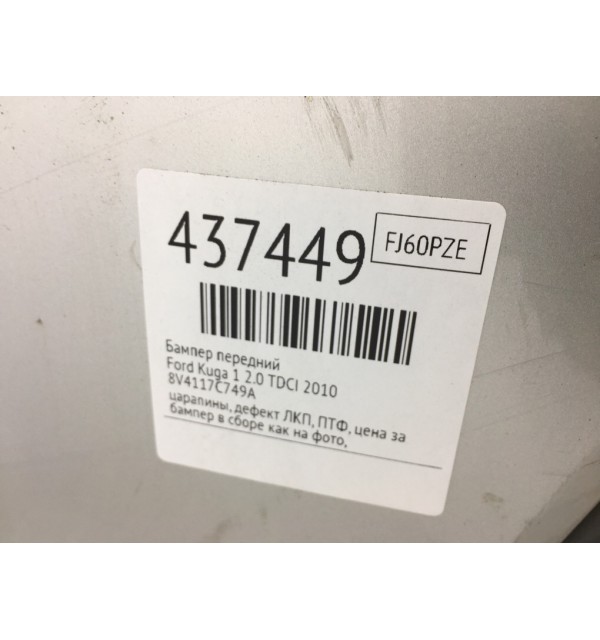 437449
FJ60PZE
Бампер передний
Ford Kuga 1 2.0 TDCI 2010
8V4117C749A
царапины, дефект ЛКП, ПТФ, цена за
бампер в сборе как на фото,